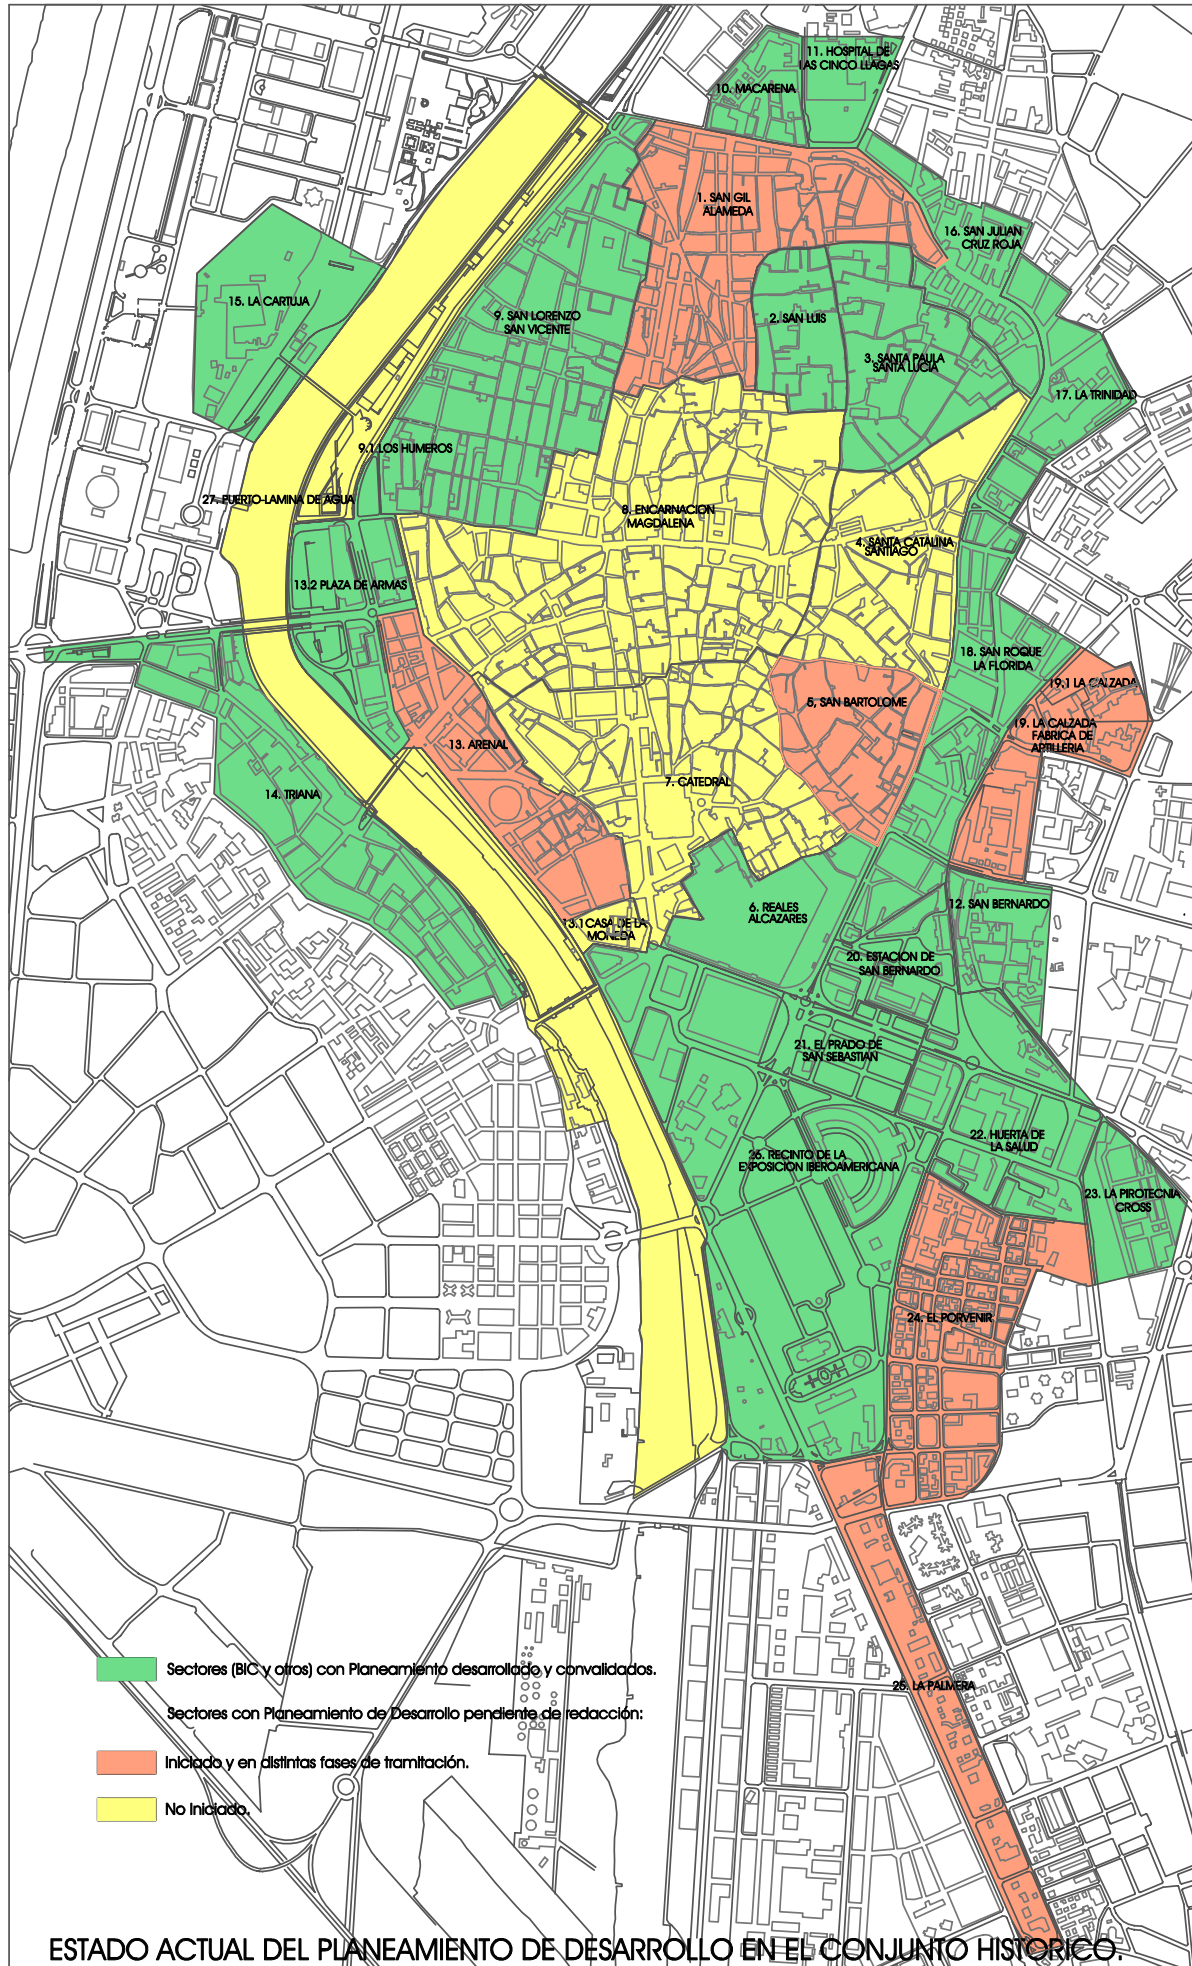 11. HOSPITAL DE
LAS CINCO LLAGAS
10. MACARENA
1. SAN GIL
ALAMEDA
16. SAN JULIAN
CRUZ ROJA
15. LA CARTUJA
9. SAN LORENZO
SAN VICENTE
2. SAN LUIS
3. SANTA PAULA
SANTA LUCIA
17. LA TRINIDAD
9.1 LOS HUMEROS
27. PUERTO-LAMINA DE AGUA
8. ENCARNACION
MAGDALENA
4. SANTA CATALINA
SANTIAGO
13.2 PLAZA DE ARMAS
18. SAN ROQUE
LA FLORIDA
19.1 LA CALZADA
5, SAN BARTOLOME
19. LA CALZADA
FABRICA DE
ARTILLERIA
13. ARENAL
7. CATEDRAL
14. TRIANA
6. REALES
ALCAZARES
12. SAN BERNARDO
13.1 CASA DE LA
MONEDA
20. ESTACION DE
SAN BERNARDO
21. EL PRADO DE
SAN SEBASTIAN
22. HUERTA DE
LA SALUD
26. RECINTO DE LA
EXPOSICION IBEROAMERICANA
23. LA PIROTECNIA
CROSS
24. EL PORVENIR
25. LA PALMERA
Sectores (BIC y otros) con Planeamiento desarrollado y convalidados.
Sectores con Planeamiento de Desarrollo pendiente de redacción:
Iniciado y en distintas fases de tramitación.
No Iniciado.
ESTADO ACTUAL DEL PLANEAMIENTO DE DESARROLLO EN EL CONJUNTO HISTORICO.